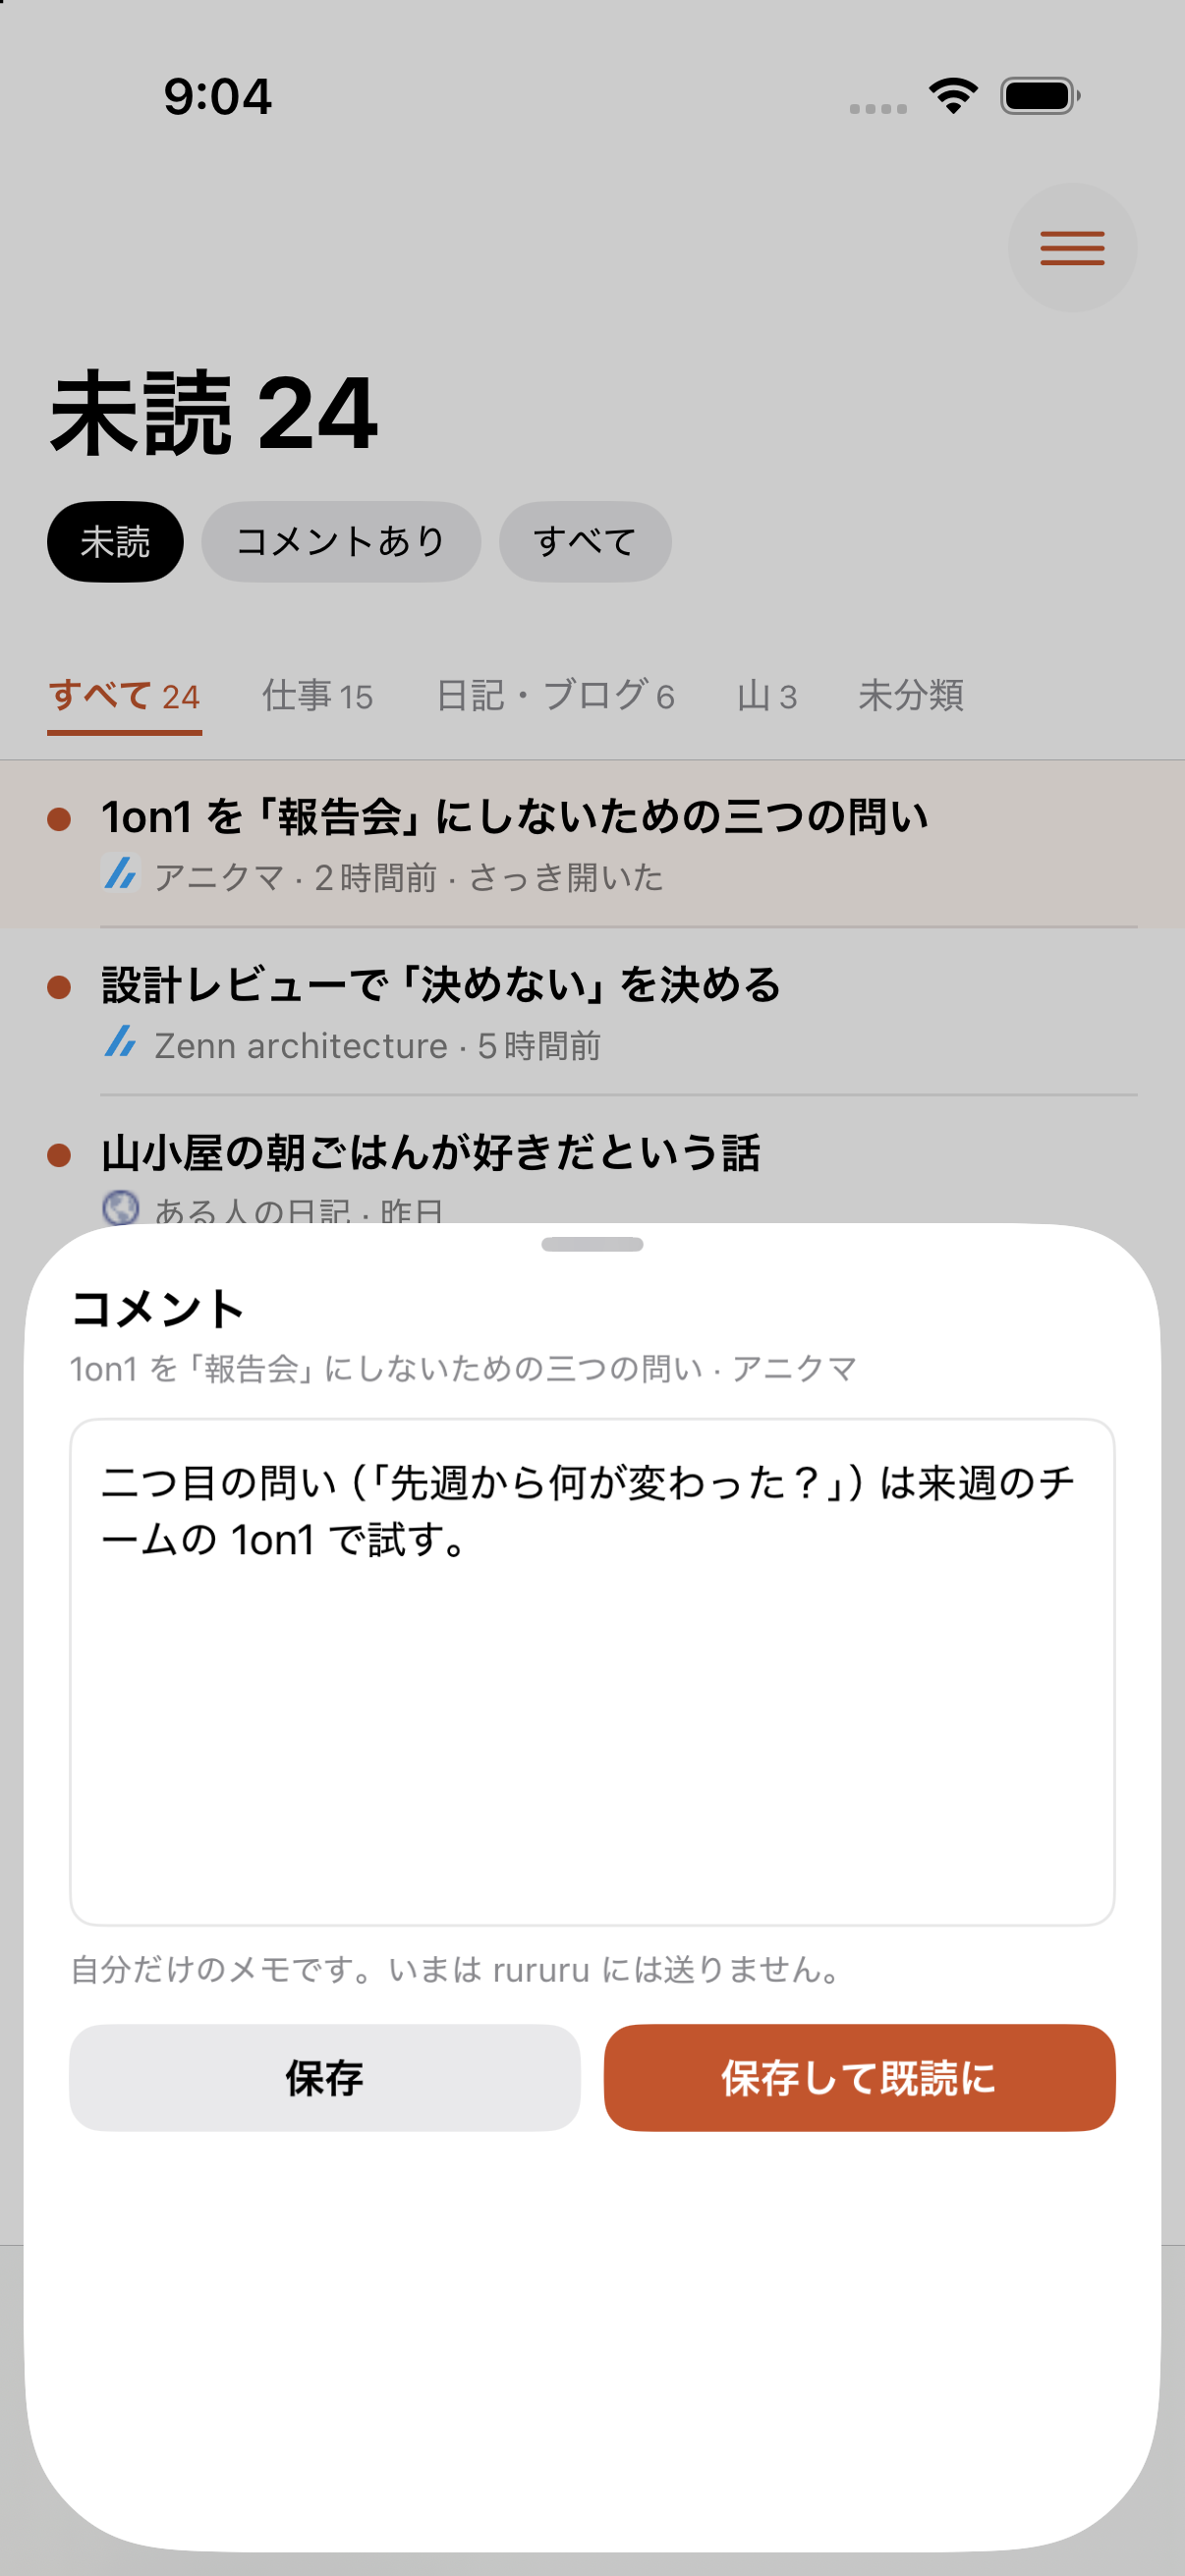 9:04
未読 24
未読 コメントあり すべて
すべて 24 仕事 15 日記・ブログ 6 山 3 未分類
1on1 を「報告会」にしないための三つの問い
アニクマ · 2時間前 · さっき開いた
設計レビューで「決めない」を決める
Zenn architecture · 5時間前
山小屋の朝ごはんが好きだという話
ある人の日記 · 昨日
コメント
1on1 を「報告会」にしないための三つの問い · アニクマ
二つ目の問い（「先週から何が変わった？」）は来週のチ
ームの 1on1 で試す。
自分だけのメモです。いまは rururu には送りません。
保存 保存して既読に